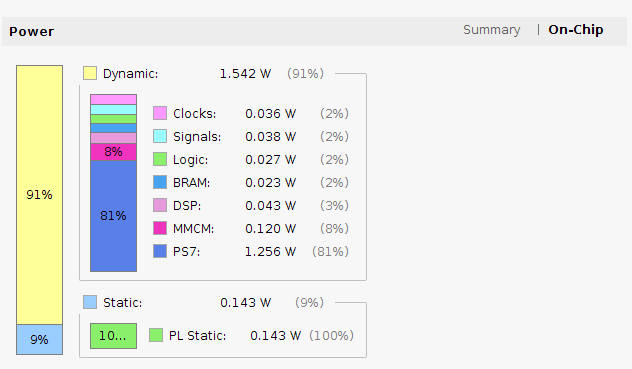 Power Summary | On-Chip
Dynamic: 1.542 W (91%)
Clocks: 0.036 W (2%)
Signals: 0.038 W (2%)
Logic: 0.027 W (2%)
BRAM: 0.023 W (2%)
DSP: 0.043 W (3%)
8% MMCM: 0.120 W (8%)
91%
81% PS7: 1.256 W (81%)
Static: 0.143 W (9%)
9% 10... PL Static: 0.143 W (100%)